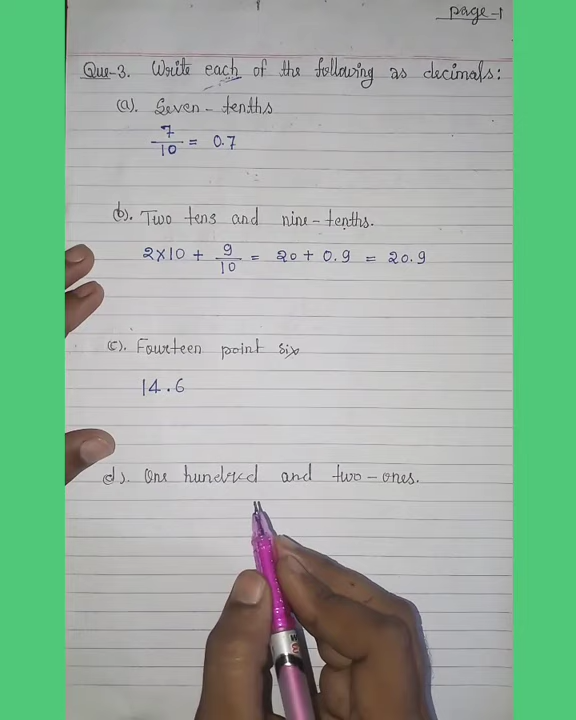 page-1
Que-3. Write each of the following as decimals:
(a). Seven-tenths
7/10 = 0.7
(b). Two tens and nine-tenths.
2×10 + 9/10 = 20 + 0.9 = 20.9
(c). Fourteen point six
14.6
(d). One hundred and two-ones.